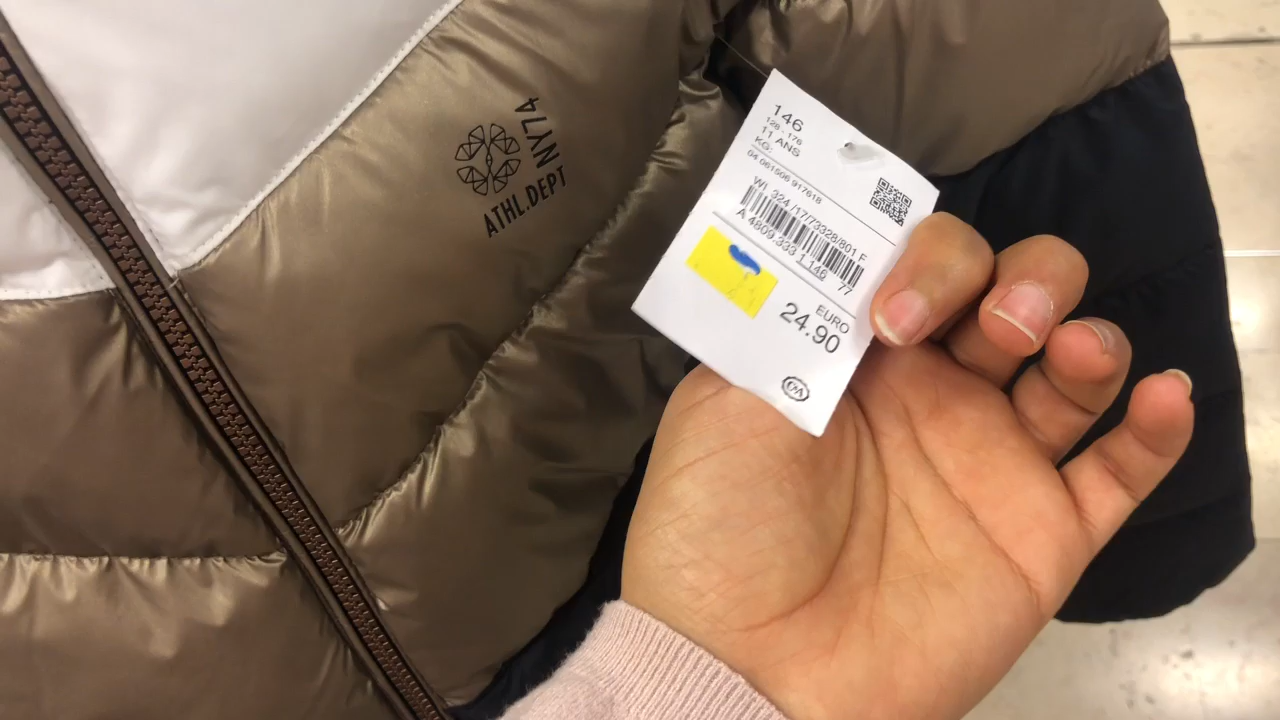 NY74
ATHL.DEPT
146
128 - 176
11 ANS
KG:
04 061506 917618
WI 324 /17/73328/801 F
A 4809.333 1 146 77
EURO
24.90
C&A